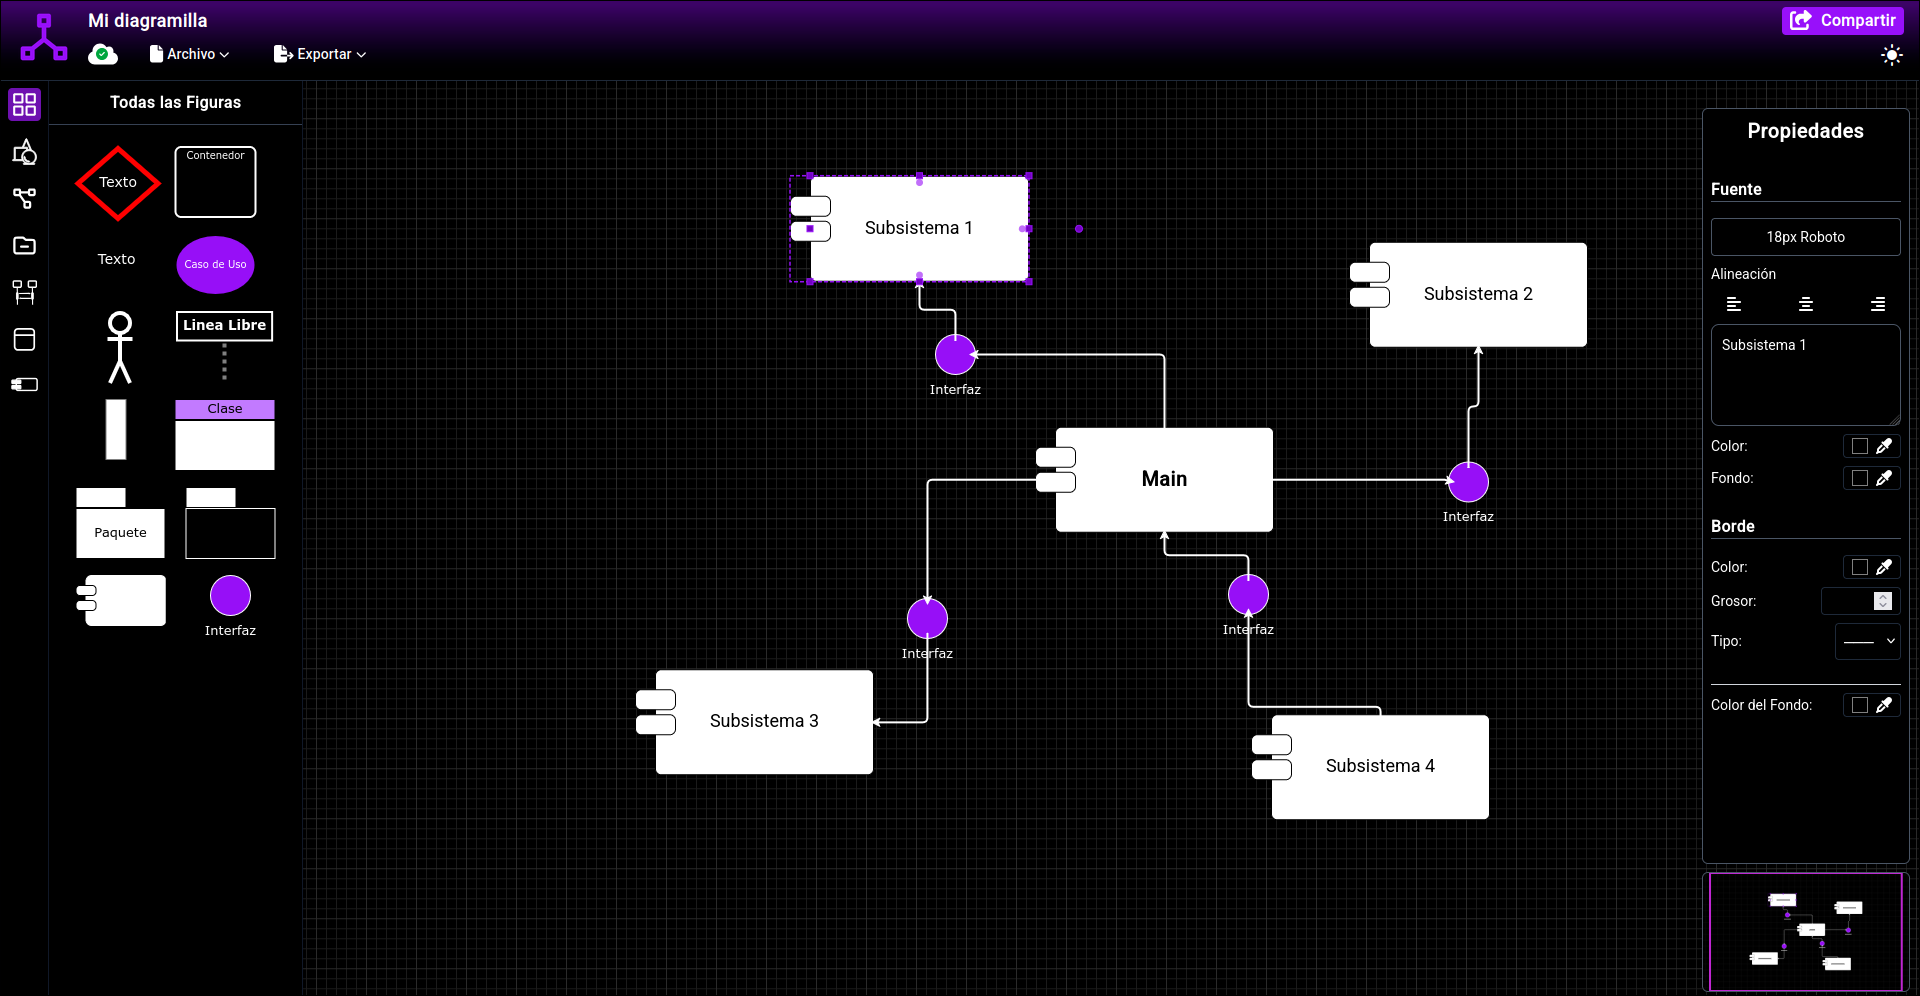 Mi diagramilla
Compartir
Archivo
Exportar
Todas las Figuras
Texto
Contenedor
Texto
Caso de Uso
Linea Libre
Clase
Paquete
Interfaz
Subsistema 1
Subsistema 2
Interfaz
Main
Interfaz
Interfaz
Interfaz
Subsistema 3
Subsistema 4
Propiedades
Fuente
18px Roboto
Alineación
Subsistema 1
Color:
Fondo:
Borde
Color:
Grosor:
Tipo:
Color del Fondo: